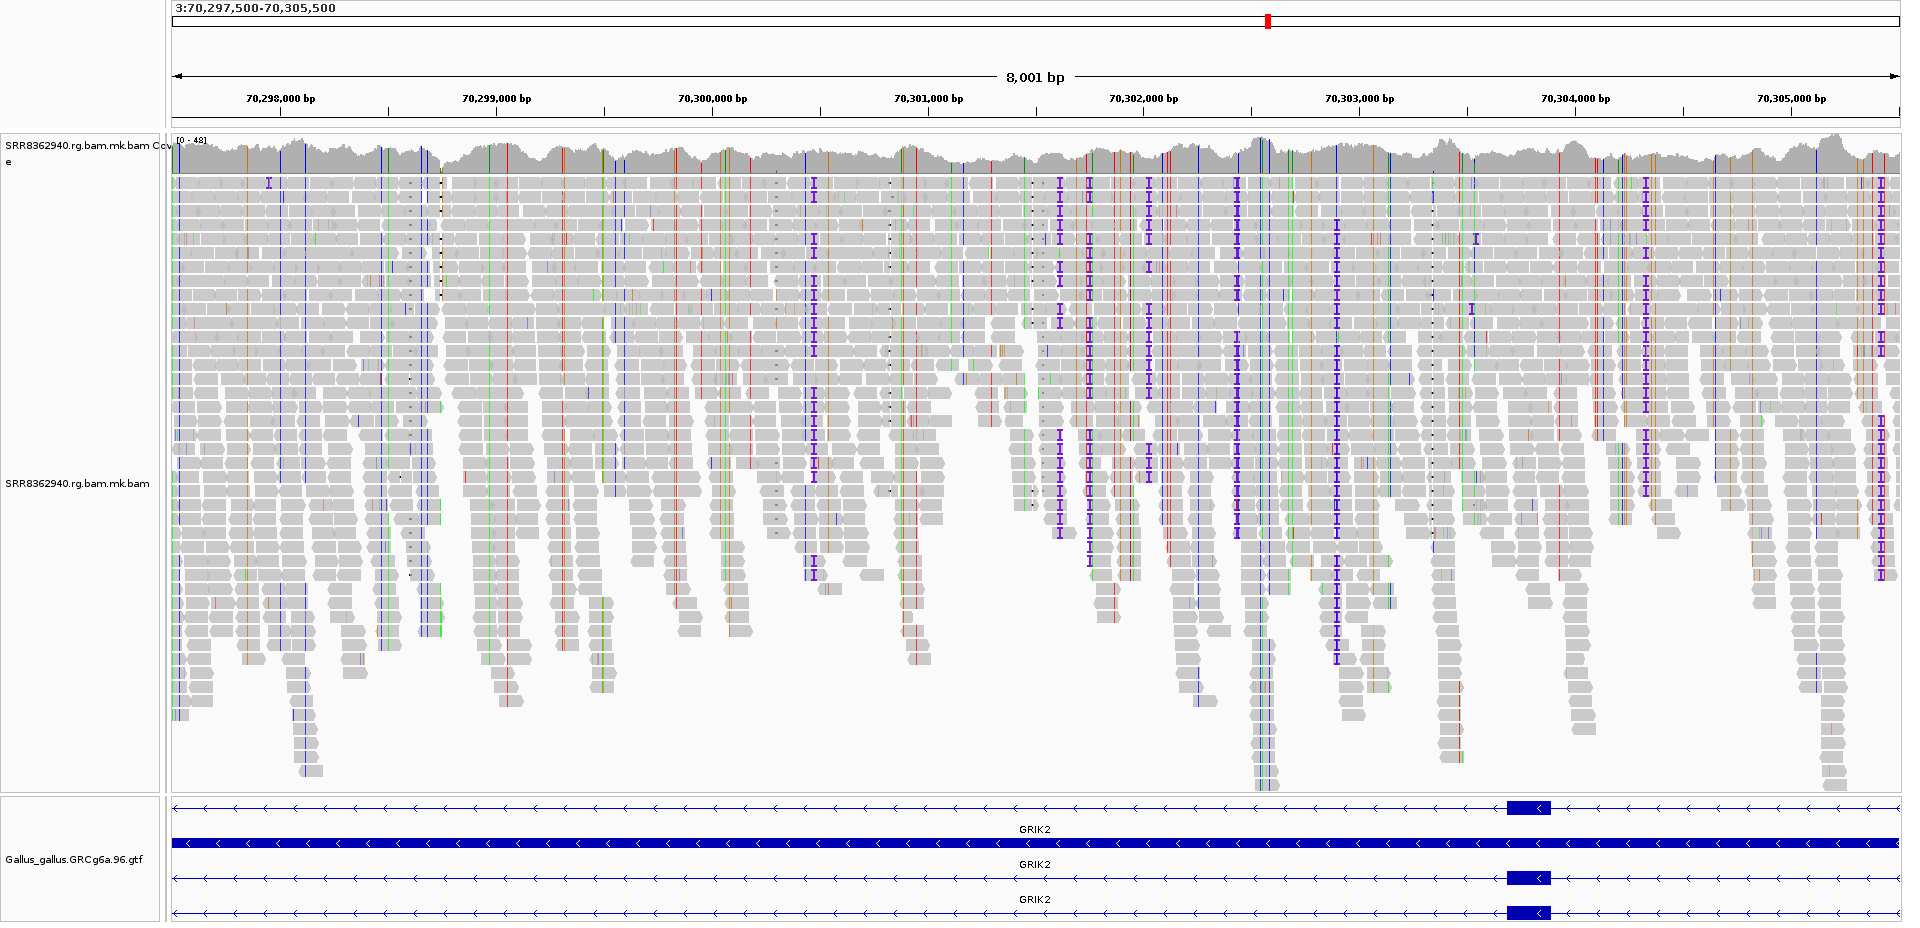 3:70,297,500-70,305,500
8,001 bp
70,298,000 bp 70,299,000 bp 70,300,000 bp 70,301,000 bp 70,302,000 bp 70,303,000 bp 70,304,000 bp 70,305,000 bp
[0 - 48]
SRR8362940.rg.bam.mk.bam Cov
e
SRR8362940.rg.bam.mk.bam
GRIK2
Gallus_gallus.GRCg6a.96.gtf
GRIK2
GRIK2